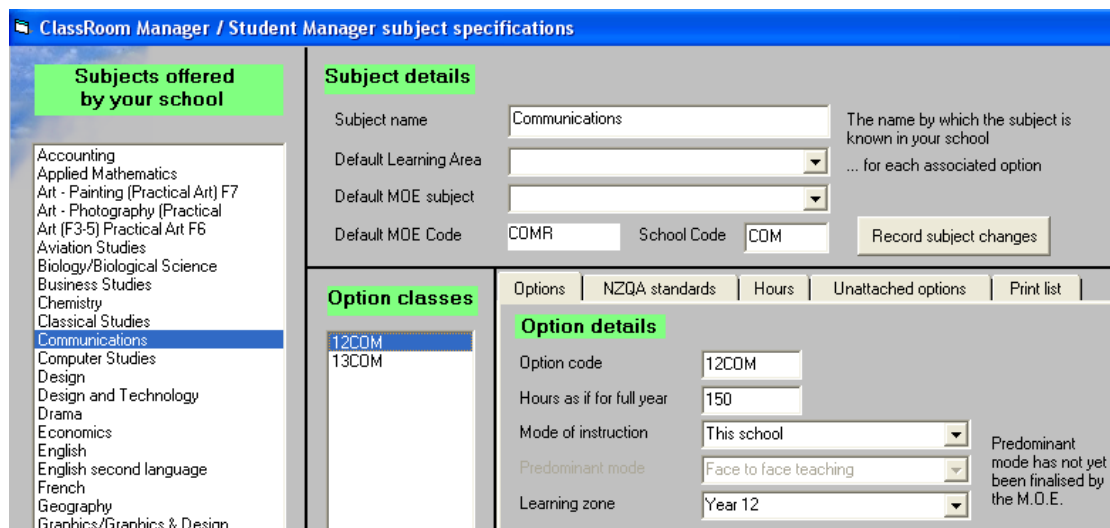 ClassRoom Manager / Student Manager subject specifications
Subjects offered
by your school
Accounting
Applied Mathematics
Art - Painting (Practical Art) F7
Art - Photography (Practical
Art (F3-5) Practical Art F6
Aviation Studies
Biology/Biological Science
Business Studies
Chemistry
Classical Studies
Communications
Computer Studies
Design
Design and Technology
Drama
Economics
English
English second language
French
Geography
Graphics/Graphics & Design
Subject details
Subject name
Communications
The name by which the subject is
known in your school
Default Learning Area
... for each associated option
Default MOE subject
Default MOE Code
COMR
School Code
COM
Record subject changes
Option classes
12COM
13COM
Options
NZQA standards
Hours
Unattached options
Print list
Option details
Option code
12COM
Hours as if for full year
150
Mode of instruction
This school
Predominant mode
Face to face teaching
Learning zone
Year 12
Predominant
mode has not yet
been finalised by
the M.O.E.